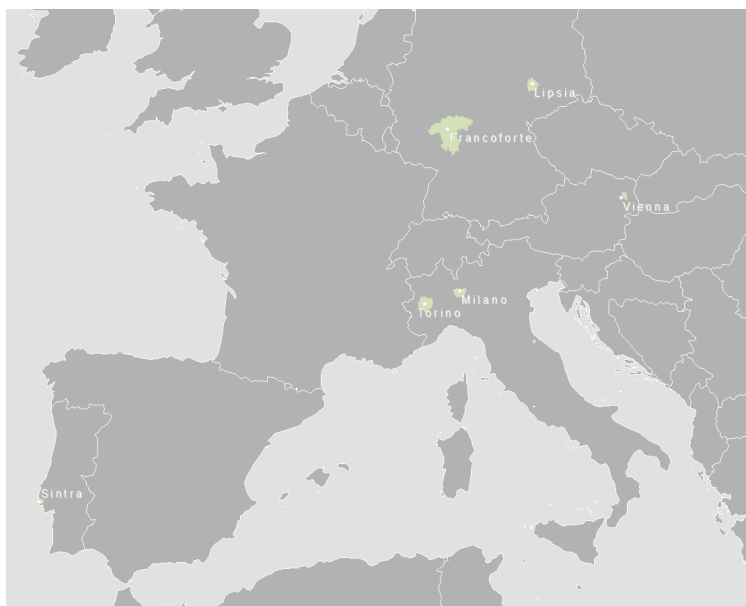 Lipsia
Francoforte
Vienna
Milano
Torino
Sintra